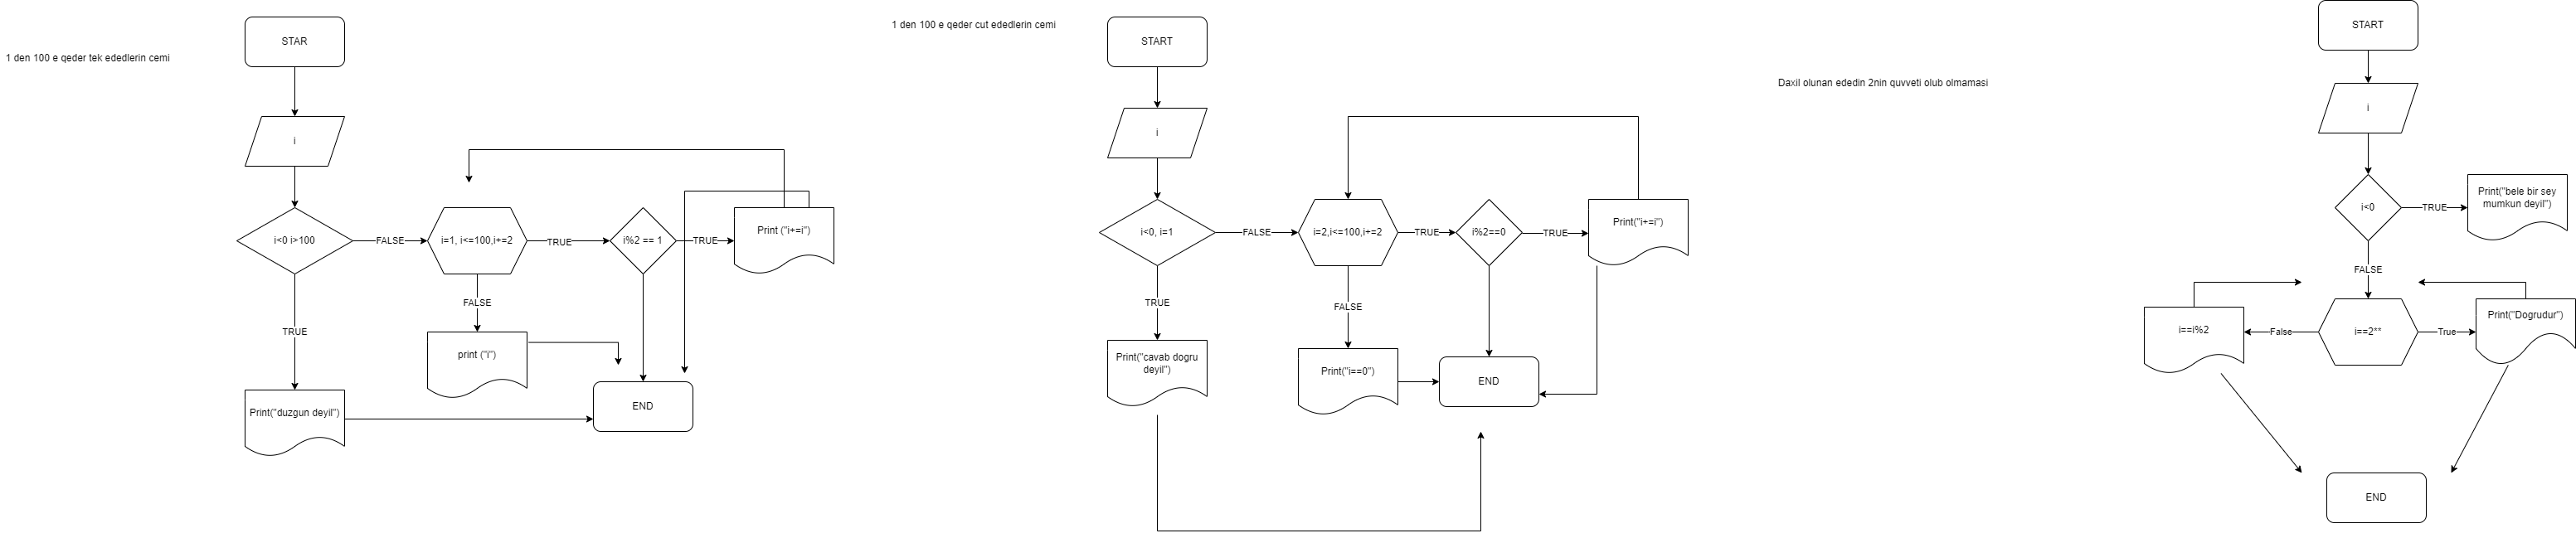 1 den 100 e qeder tek ededlerin cemi
STAR
i
i<0 i>100
FALSE
i=1, i<=100,i+=2
TRUE
i%2 == 1
TRUE
Print ("i+=i")
FALSE
print ("i")
TRUE
Print("duzgun deyil")
END
1 den 100 e qeder cut ededlerin cemi
START
i
i<0, i=1
FALSE
i=2,i<=100,i+=2
TRUE
i%2==0
TRUE
Print("i+=i")
TRUE
FALSE
Print("cavab dogru
deyil")
Print("i==0")
END
Daxil olunan ededin 2nin quvveti olub olmamasi
START
i
i<0
TRUE
Print("bele bir sey
mumkun deyil")
FALSE
i==i%2
False
i==2**
True
Print("Dogrudur")
END